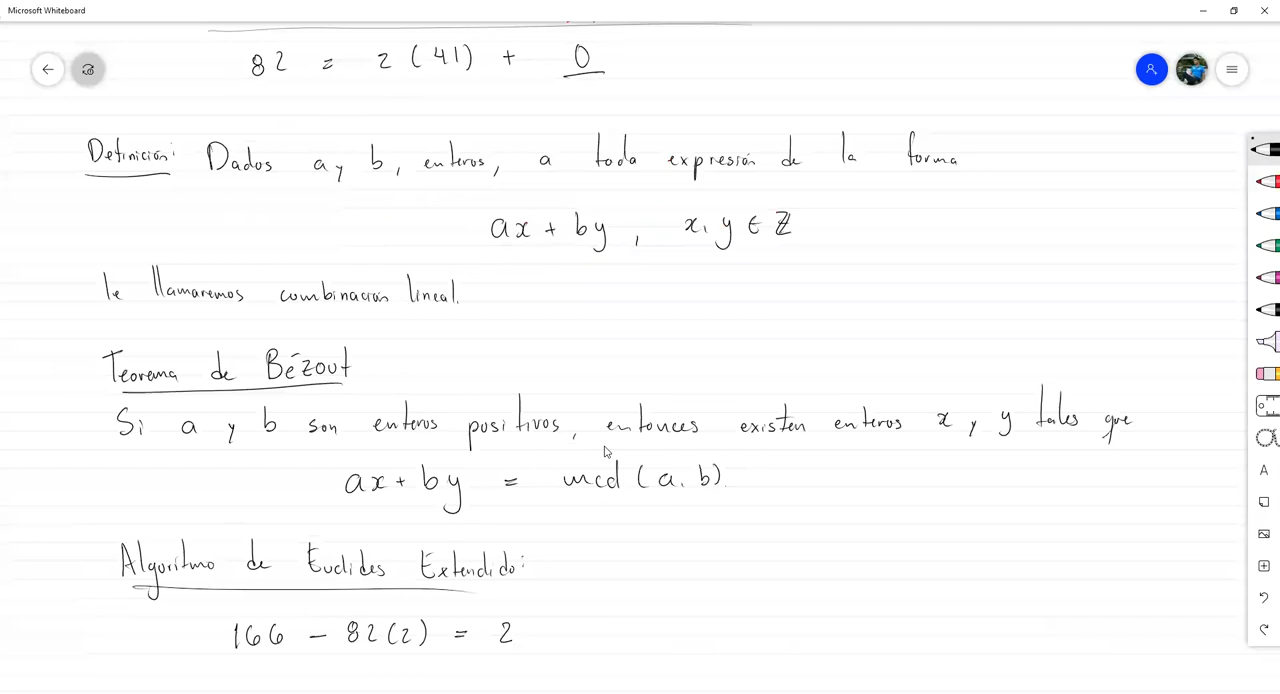 Microsoft Whiteboard
82 = 2 (41) + 0
Definición: Dados a y b, enteros, a toda expresión de la forma
ax + by , x, y ∈ ℤ
le llamaremos combinación lineal.
Teorema de Bézout
Si a y b son enteros positivos, entonces existen enteros x, y tales que
ax + by = mcd (a, b).
Algoritmo de Euclides Extendido:
166 - 82(2) = 2